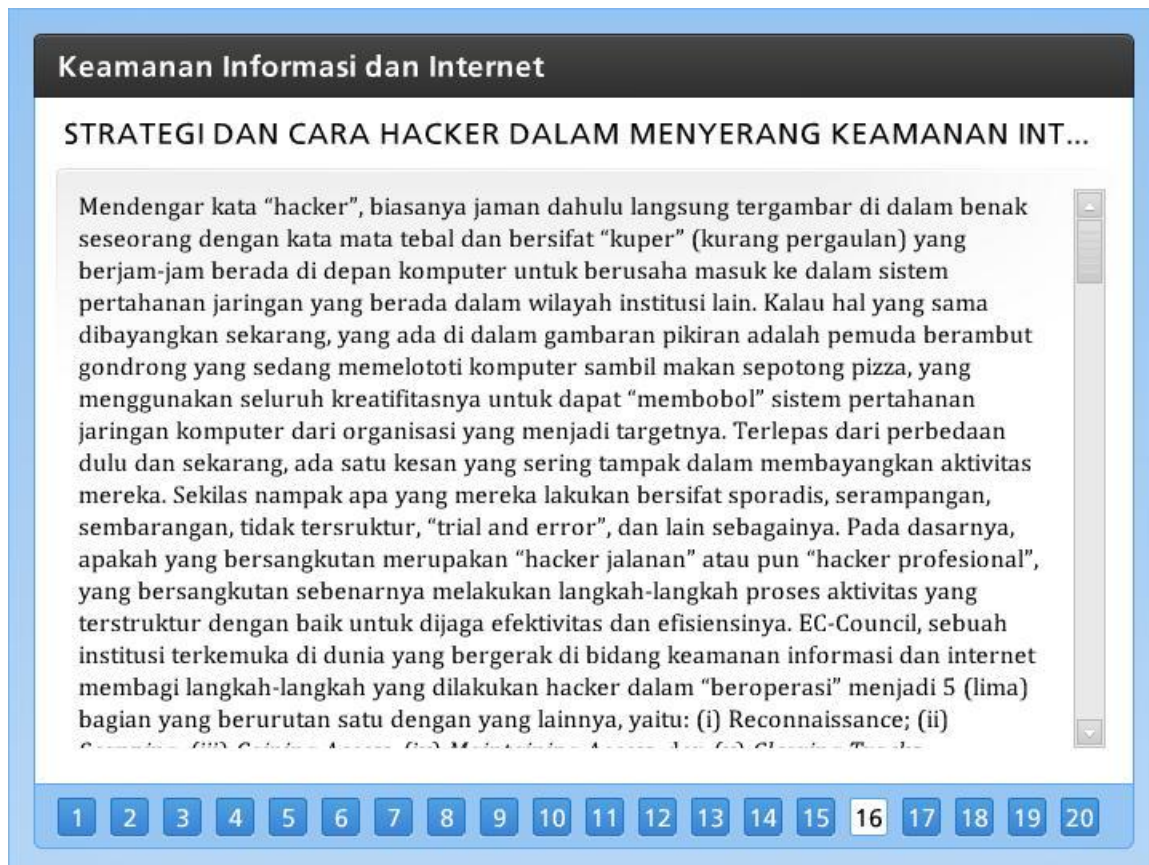 Keamanan Informasi dan Internet
STRATEGI DAN CARA HACKER DALAM MENYERANG KEAMANAN INT...
Mendengar kata “hacker”, biasanya jaman dahulu langsung tergambar di dalam benak
seseorang dengan kata mata tebal dan bersifat “kuper” (kurang pergaulan) yang
berjam-jam berada di depan komputer untuk berusaha masuk ke dalam sistem
pertahanan jaringan yang berada dalam wilayah institusi lain. Kalau hal yang sama
dibayangkan sekarang, yang ada di dalam gambaran pikiran adalah pemuda berambut
gondrong yang sedang memelototi komputer sambil makan sepotong pizza, yang
menggunakan seluruh kreatifitasnya untuk dapat “membobol” sistem pertahanan
jaringan komputer dari organisasi yang menjadi targetnya. Terlepas dari perbedaan
dulu dan sekarang, ada satu kesan yang sering tampak dalam membayangkan aktivitas
mereka. Sekilas nampak apa yang mereka lakukan bersifat sporadis, serampangan,
sembarangan, tidak tersruktur, “trial and error”, dan lain sebagainya. Pada dasarnya,
apakah yang bersangkutan merupakan “hacker jalanan” atau pun “hacker profesional”,
yang bersangkutan sebenarnya melakukan langkah-langkah proses aktivitas yang
terstruktur dengan baik untuk dijaga efektivitas dan efisiensinya. EC-Council, sebuah
institusi terkemuka di dunia yang bergerak di bidang keamanan informasi dan internet
membagi langkah-langkah yang dilakukan hacker dalam “beroperasi” menjadi 5 (lima)
bagian yang berurutan satu dengan yang lainnya, yaitu: (i) Reconnaissance; (ii)
1 2 3 4 5 6 7 8 9 10 11 12 13 14 15 16 17 18 19 20